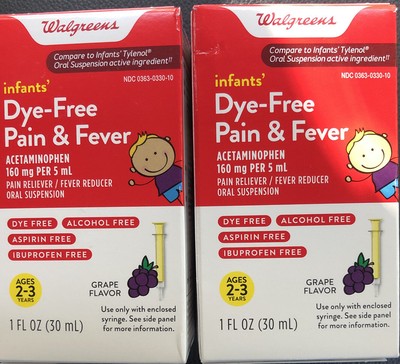 Walgreens
Compare to Infants' Tylenol®
Oral Suspension active ingredient††
NDC 0363-0330-10
infants'
Dye-Free
Pain & Fever
ACETAMINOPHEN
160 mg PER 5 mL
PAIN RELIEVER / FEVER REDUCER
ORAL SUSPENSION
DYE FREE
ALCOHOL FREE
ASPIRIN FREE
IBUPROFEN FREE
AGES
2-3
YEARS
GRAPE
FLAVOR
1 FL OZ (30 mL)
Use only with enclosed
syringe. See side panel
for more information.
Walgreens
Compare to Infants' Tylenol®
Oral Suspension active ingredient††
NDC 0363-0330-10
infants'
Dye-Free
Pain & Fever
ACETAMINOPHEN
160 mg PER 5 mL
PAIN RELIEVER / FEVER REDUCER
ORAL SUSPENSION
DYE FREE
ALCOHOL FREE
ASPIRIN FREE
IBUPROFEN FREE
AGES
2-3
YEARS
GRAPE
FLAVOR
1 FL OZ (30 mL)
Use only with enclosed
syringe. See side panel
for more information.